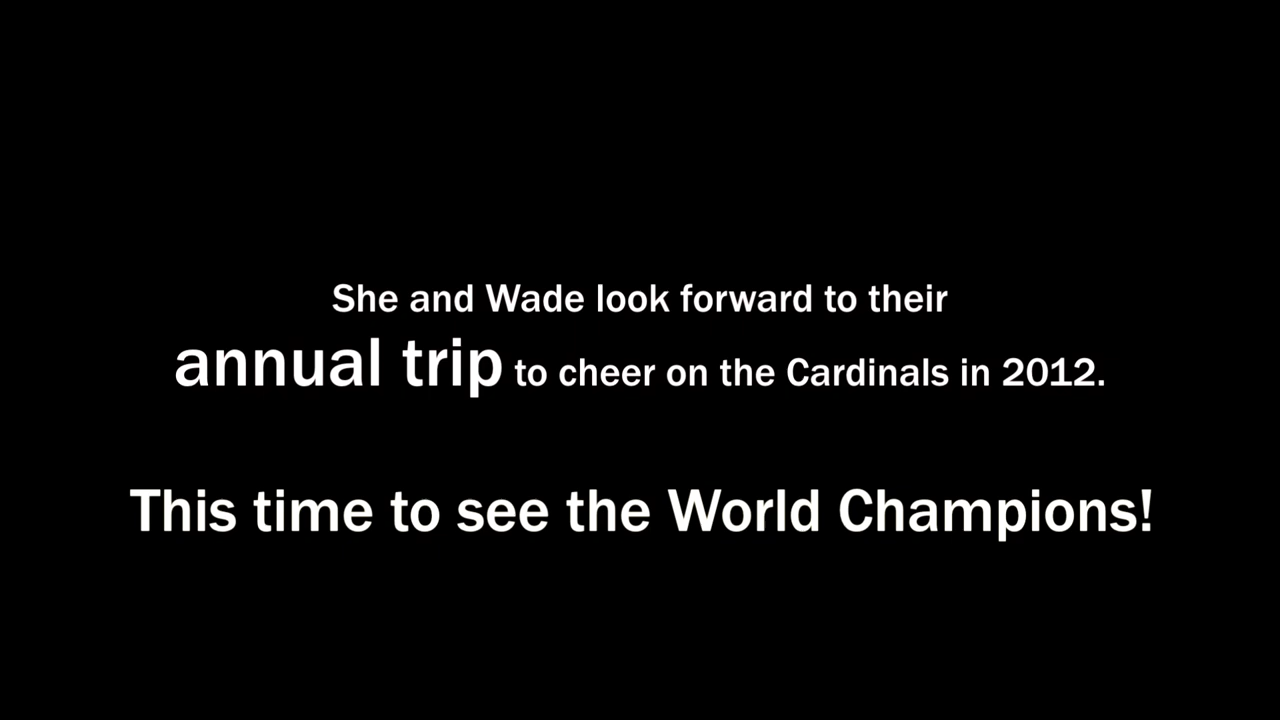 She and Wade look forward to their
annual trip to cheer on the Cardinals in 2012.
This time to see the World Champions!